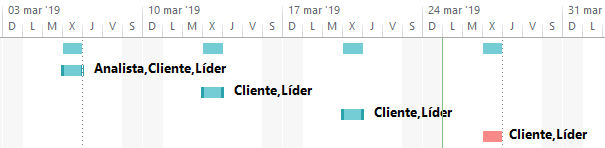 03 mar '19 10 mar '19 17 mar '19 24 mar '19 31 mar
D L M X J V S D L M X J V S D L M X J V S D L M X J V S D L
Analista,Cliente,Líder
Cliente,Líder
Cliente,Líder
Cliente,Líder